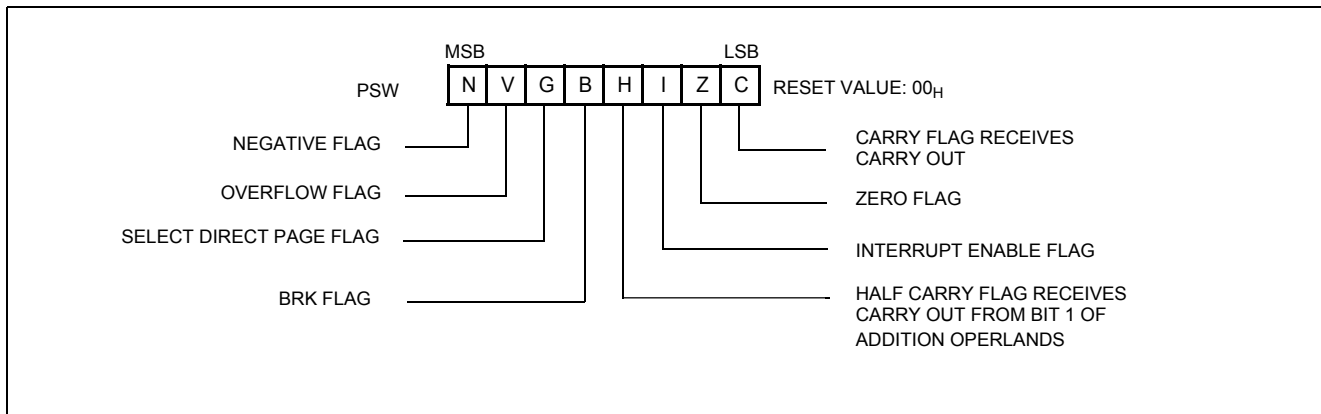 MSB LSB
PSW N V G B H I Z C RESET VALUE: 00H
NEGATIVE FLAG
OVERFLOW FLAG
SELECT DIRECT PAGE FLAG
BRK FLAG
CARRY FLAG RECEIVES
CARRY OUT
ZERO FLAG
INTERRUPT ENABLE FLAG
HALF CARRY FLAG RECEIVES
CARRY OUT FROM BIT 1 OF
ADDITION OPERLANDS